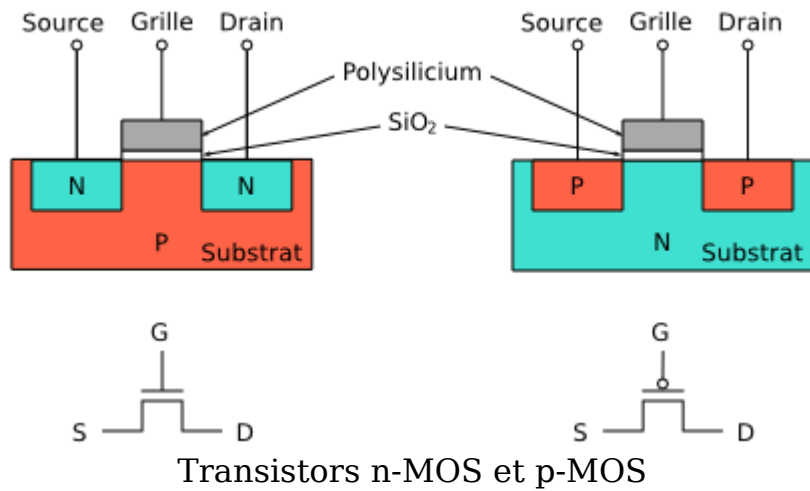 Source Grille Drain Source Grille Drain
Polysilicium
SiO₂
N N P P
P N
Substrat Substrat
G G
S D S D
Transistors n-MOS et p-MOS